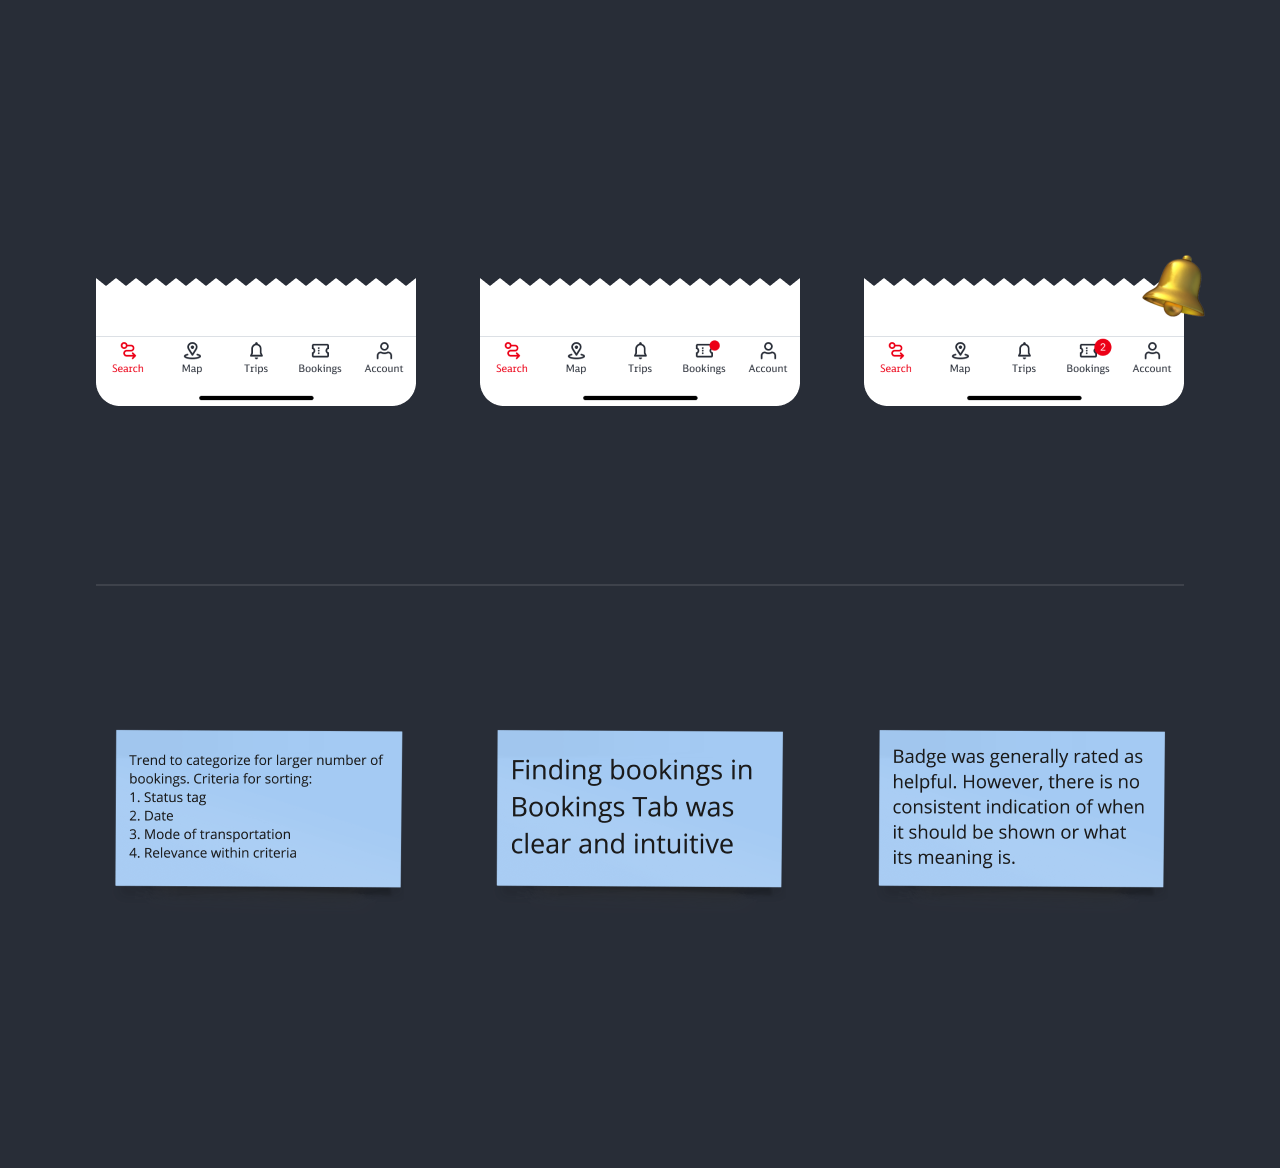 Search Map Trips Bookings Account
Search Map Trips Bookings Account
2
Search Map Trips Bookings Account
Trend to categorize for larger number of
bookings. Criteria for sorting:
1. Status tag
2. Date
3. Mode of transportation
4. Relevance within criteria
Finding bookings in
Bookings Tab was
clear and intuitive
Badge was generally rated as
helpful. However, there is no
consistent indication of when
it should be shown or what
its meaning is.